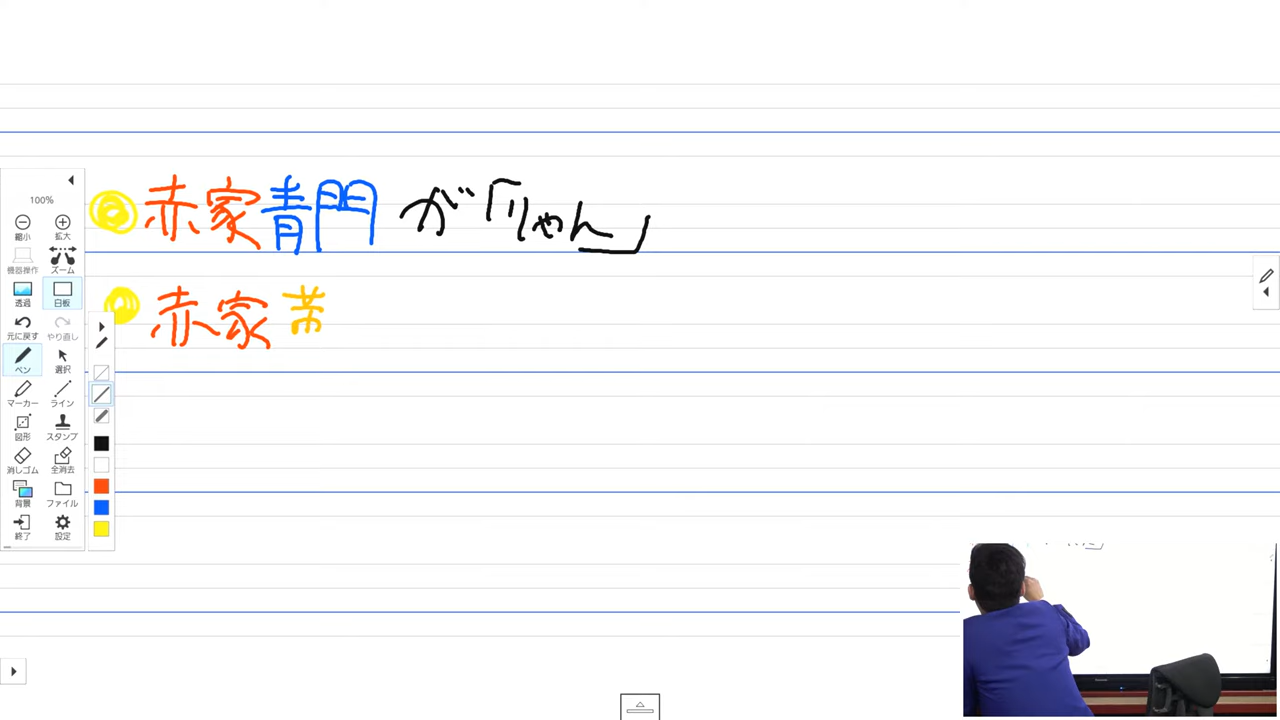 赤家青門 が「りゃん」
赤家
100%
縮小 拡大
機器操作 ズーム
透過 白板
元に戻す やり直し
ペン 選択
マーカー ライン
図形 スタンプ
消しゴム 全消去
背景 ファイル
終了 設定